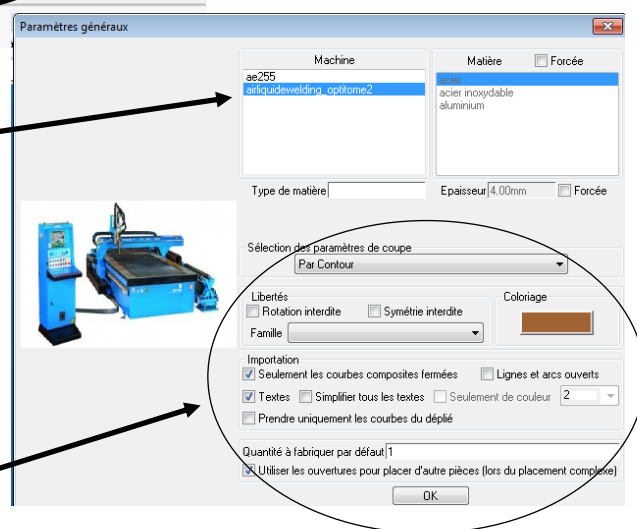 Paramètres généraux
Machine
Matière Forcée
ae255
airliquidewelding_optitome2
acier
acier inoxydable
aluminium
Type de matière
Epaisseur 4.00mm Forcée
Sélection des paramètres de coupe
Par Contour
Libertés
Rotation interdite Symétrie interdite
Famille
Coloriage
Importation
Seulement les courbes composites fermées Lignes et arcs ouverts
Textes Simplifier tous les textes Seulement de couleur 2
Prendre uniquement les courbes du déplié
Quantité à fabriquer par défaut 1
Utiliser les ouvertures pour placer d'autre pièces (lors du placement complexe)
OK